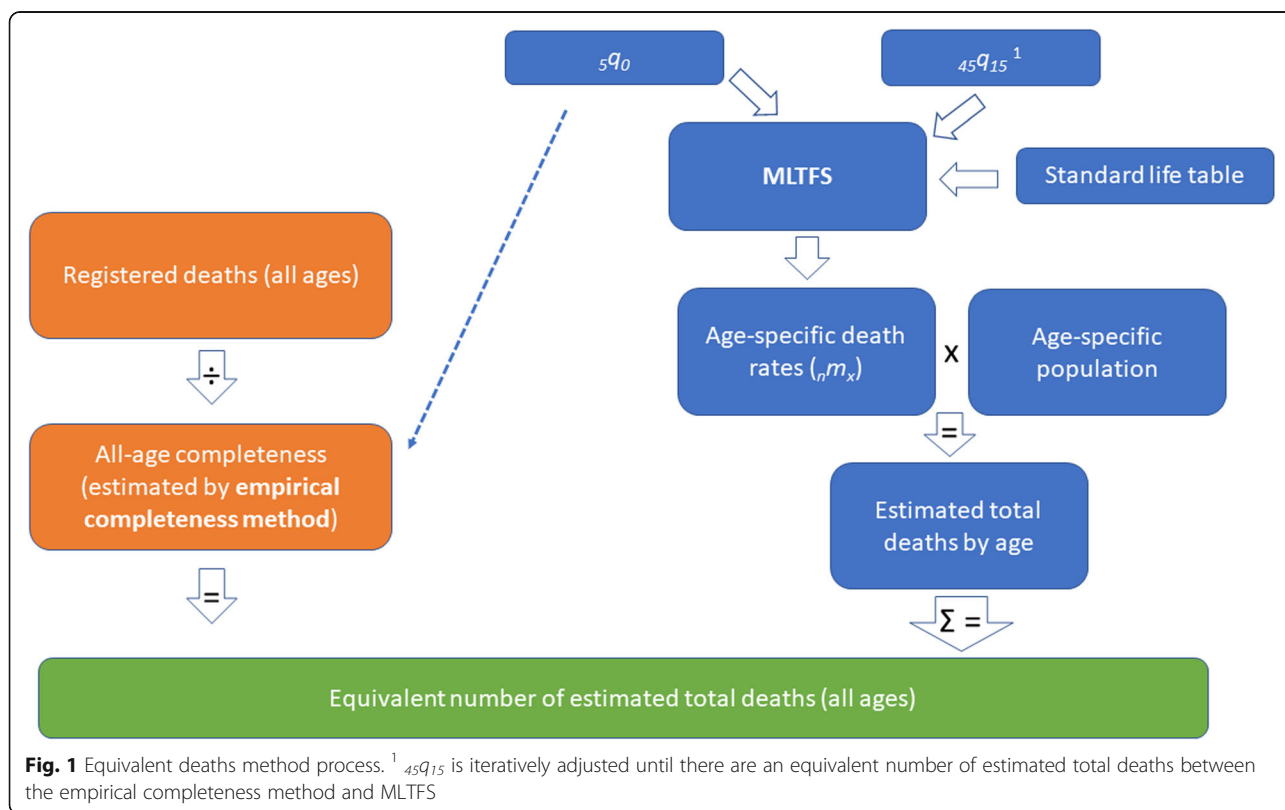 5q0
45q15 1
MLTFS
Standard life table
Registered deaths (all ages)
÷
Age-specific death
rates (nmx)
x
Age-specific
population
=
All-age completeness
(estimated by empirical
completeness method)
=
Estimated total
deaths by age
Σ =
Equivalent number of estimated total deaths (all ages)
Fig. 1 Equivalent deaths method process. 1 45q15 is iteratively adjusted until there are an equivalent number of estimated total deaths between
the empirical completeness method and MLTFS